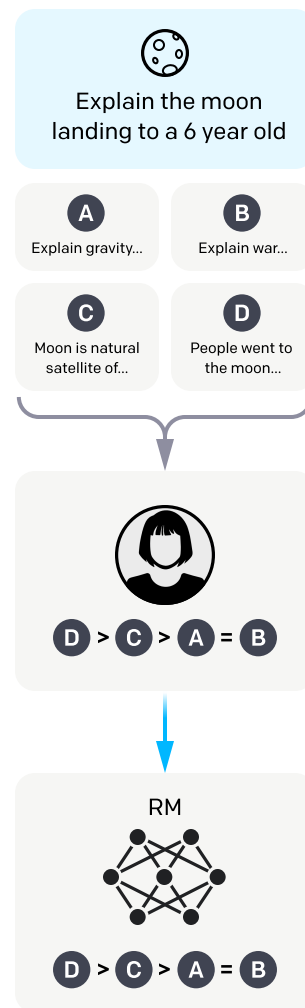 Explain the moon
landing to a 6 year old
A
B
Explain gravity...
Explain war...
C
D
Moon is natural
satellite of...
People went to
the moon...
D > C > A = B
RM
D > C > A = B